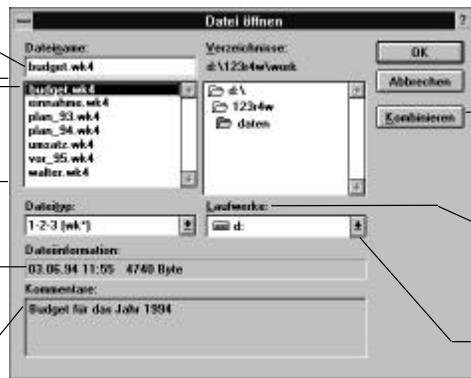 Datei öffnen
?
Dateiname:
budget.wk4
budget.wk4
einnahme.wk4
plan_93.wk4
plan_94.wk4
umsatz.wk4
vor_95.wk4
walter.wk4
Verzeichnisse:
d:\123r4w\work
d:\
123r4w
daten
OK
Abbrechen
Kombinieren
Dateityp:
1-2-3 (wk*)
Laufwerke:
d:
Dateiinformation:
03.06.94 11:55 4740 Byte
Kommentare:
Budget für das Jahr 1994